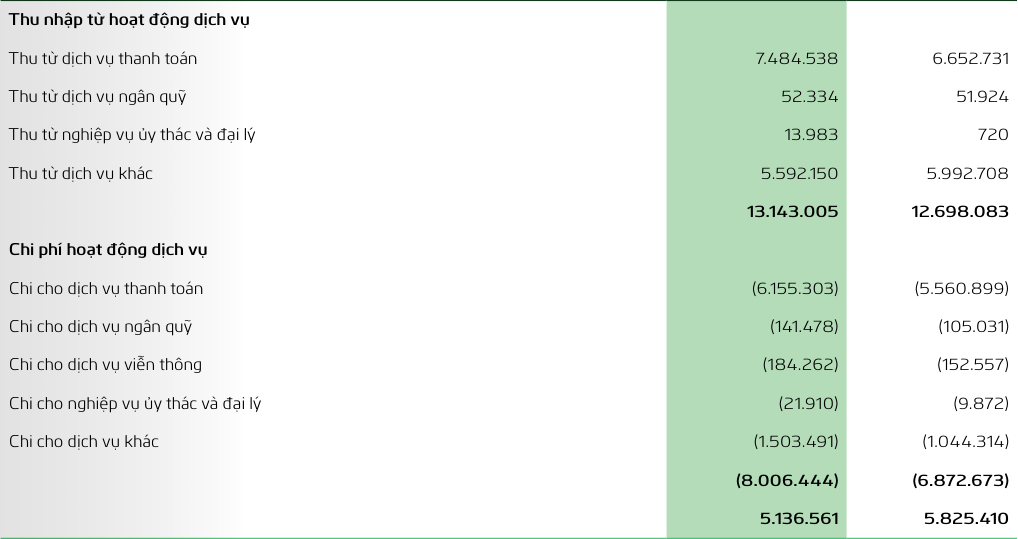 Thu nhập từ hoạt động dịch vụ
Thu từ dịch vụ thanh toán 7.484.538 6.652.731
Thu từ dịch vụ ngân quỹ 52.334 51.924
Thu từ nghiệp vụ ủy thác và đại lý 13.983 720
Thu từ dịch vụ khác 5.592.150 5.992.708
13.143.005 12.698.083
Chi phí hoạt động dịch vụ
Chi cho dịch vụ thanh toán (6.155.303) (5.560.899)
Chi cho dịch vụ ngân quỹ (141.478) (105.031)
Chi cho dịch vụ viễn thông (184.262) (152.557)
Chi cho nghiệp vụ ủy thác và đại lý (21.910) (9.872)
Chi cho dịch vụ khác (1.503.491) (1.044.314)
(8.006.444) (6.872.673)
5.136.561 5.825.410